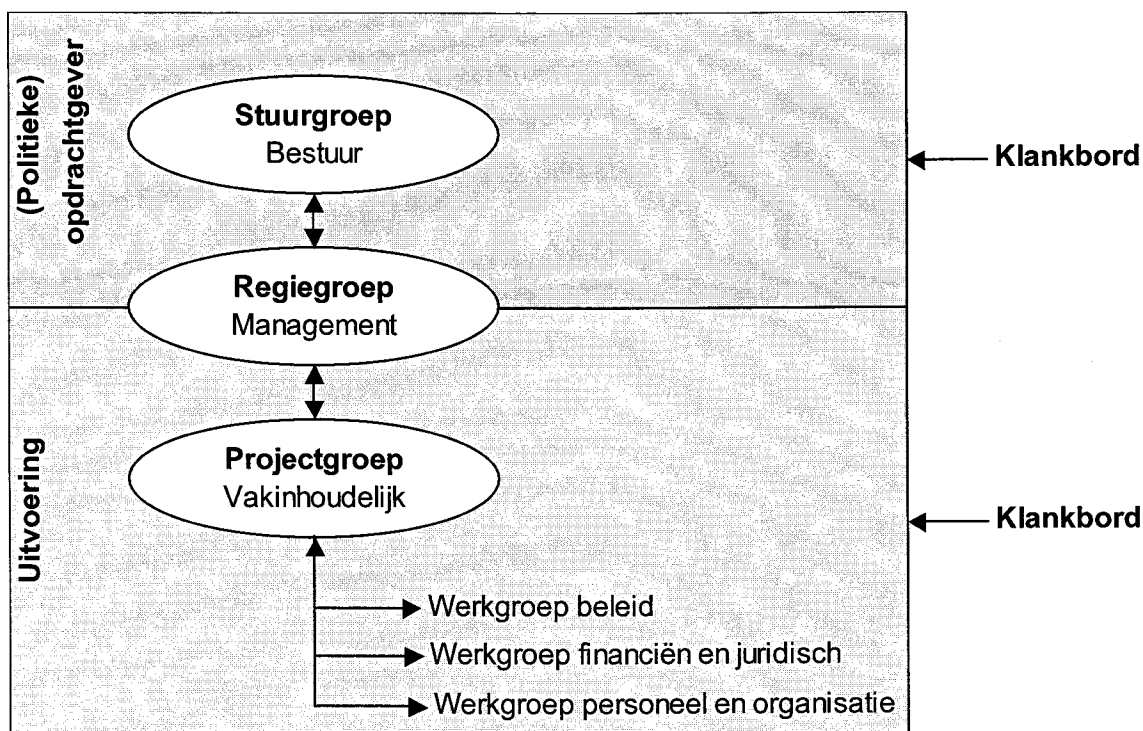 (Politieke)
opdrachtgever
Stuurgroep
Bestuur
Klankbord
Regiegroep
Management
Uitvoering
Projectgroep
Vakinhoudelijk
Klankbord
Werkgroep beleid
Werkgroep financiën en juridisch
Werkgroep personeel en organisatie